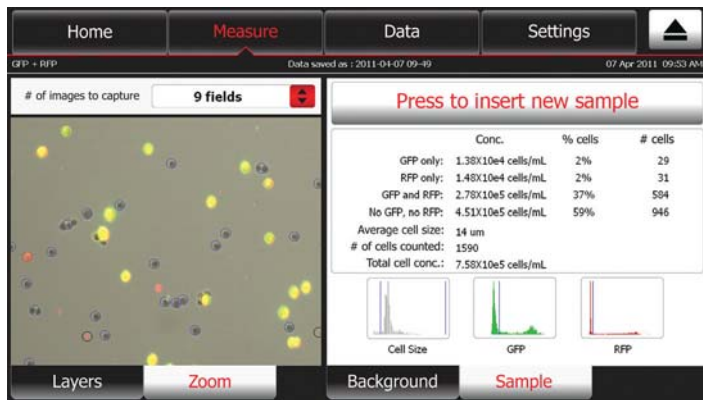 Home Measure Data Settings
GFP + RFP Data saved as : 2011-04-07 09-49 07 Apr 2011 09:53 AM
# of images to capture 9 fields
Press to insert new sample
Conc. % cells # cells
GFP only: 1.38X10e4 cells/mL 2% 29
RFP only: 1.48X10e4 cells/mL 2% 31
GFP and RFP: 2.78X10e5 cells/mL 37% 584
No GFP, no RFP: 4.51X10e5 cells/mL 59% 946
Average cell size: 14 um
# of cells counted: 1590
Total cell conc.: 7.58X10e5 cells/mL
Cell Size GFP RFP
Layers Zoom Background Sample